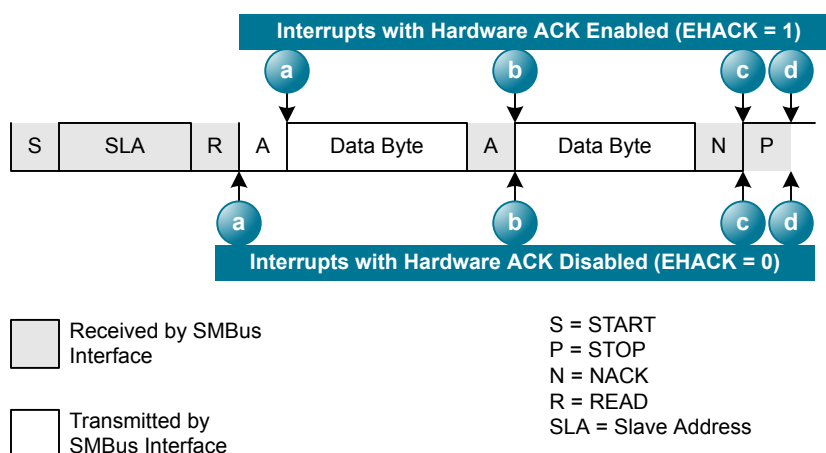 Interrupts with Hardware ACK Enabled (EHACK = 1)
a b c d
S SLA R A Data Byte A Data Byte N P
a b c d
Interrupts with Hardware ACK Disabled (EHACK = 0)
Received by SMBus
Interface
Transmitted by
SMBus Interface
S = START
P = STOP
N = NACK
R = READ
SLA = Slave Address